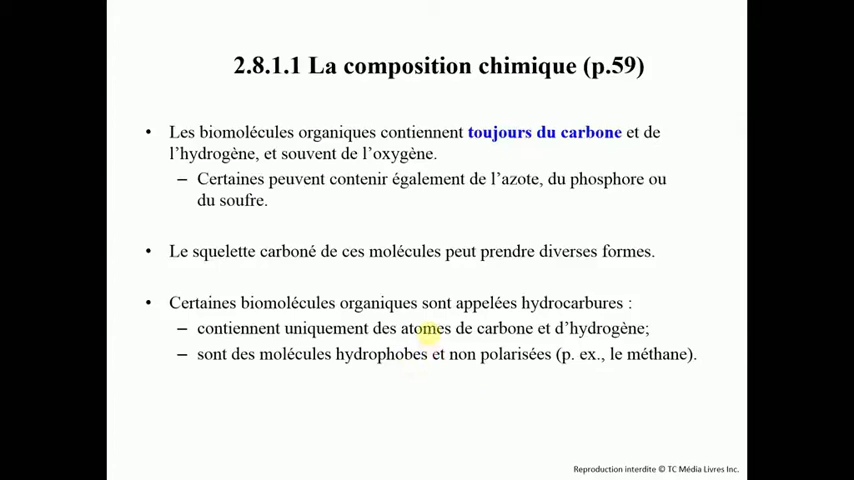 2.8.1.1 La composition chimique (p.59)
• Les biomolécules organiques contiennent toujours du carbone et de
l’hydrogène, et souvent de l’oxygène.
– Certaines peuvent contenir également de l’azote, du phosphore ou
du soufre.
• Le squelette carboné de ces molécules peut prendre diverses formes.
• Certaines biomolécules organiques sont appelées hydrocarbures :
– contiennent uniquement des atomes de carbone et d’hydrogène;
– sont des molécules hydrophobes et non polarisées (p. ex., le méthane).
Reproduction interdite © TC Média Livres Inc.